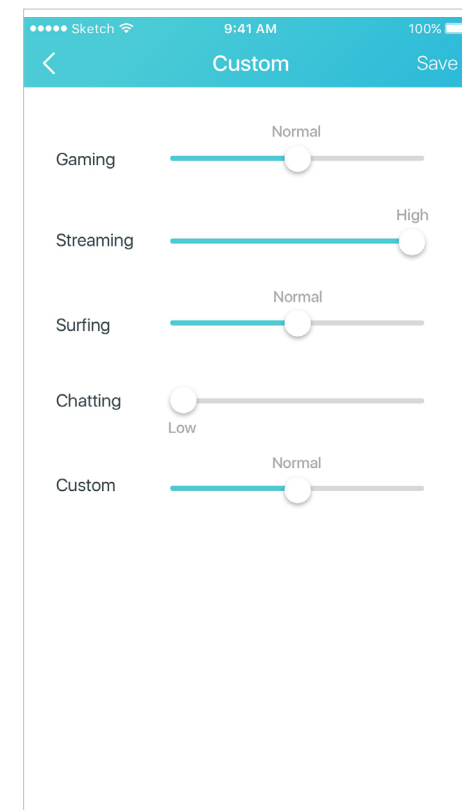 Sketch 9:41 AM 100%
Custom Save
Normal
Gaming
High
Streaming
Normal
Surfing
Chatting
Low
Normal
Custom